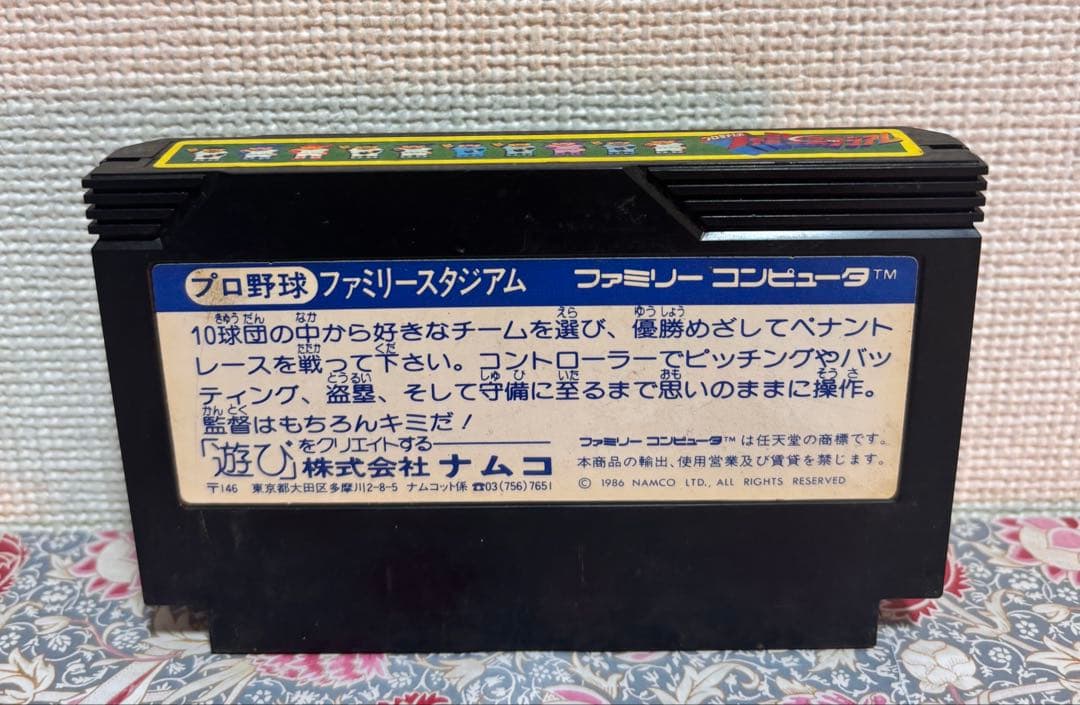 プロ野球 ファミリースタジアム ファミリー コンピュータ™
10球団の中から好きなチームを選び、優勝めざしてペナント
レースを戦って下さい。コントローラーでピッチングやバッ
ティング、盗塁、そして守備に至るまで思いのままに操作。
監督はもちろんキミだ!
「遊び」をクリエイトする
株式会社 ナムコ
〒146 東京都大田区多摩川2-8-5 ナムコット係 ☎03(756)7651
ファミリー コンピュータ™は任天堂の商標です。
本商品の輸出、使用営業及び賃貸を禁じます。
© 1986 NAMCO LTD., ALL RIGHTS RESERVED